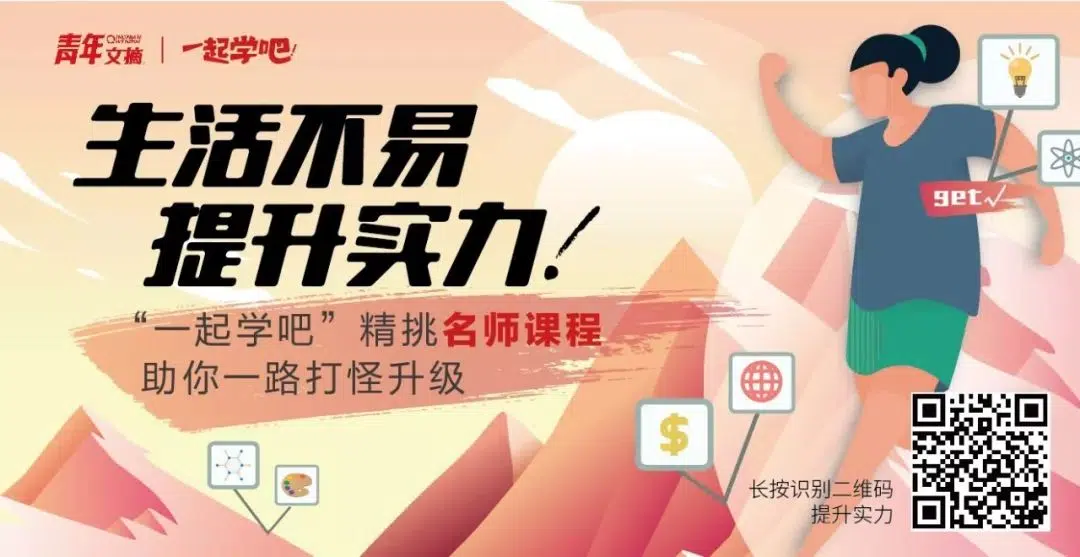 青年文摘 | 一起学吧!
生活不易
提升实力!
“一起学吧”精挑名师课程
助你一路打怪升级
get√
长按识别二维码
提升实力